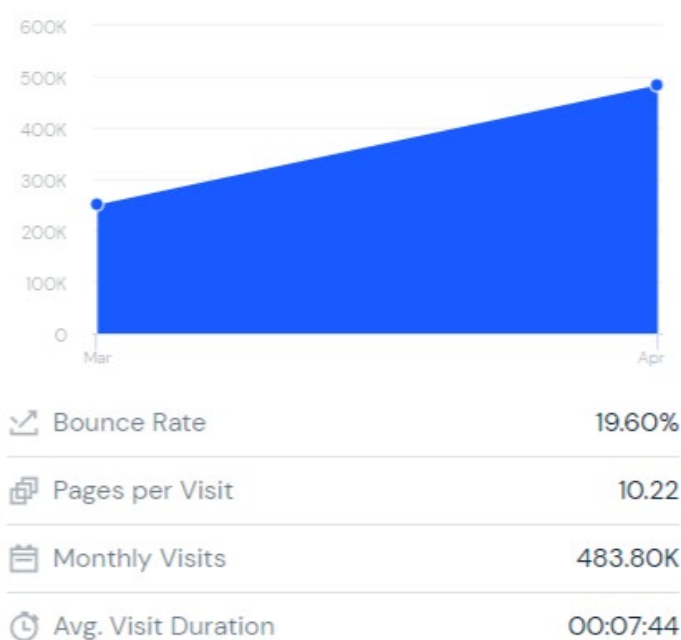 600K
500K
400K
300K
200K
100K
0
Mar Apr
Bounce Rate 19.60%
Pages per Visit 10.22
Monthly Visits 483.80K
Avg. Visit Duration 00:07:44